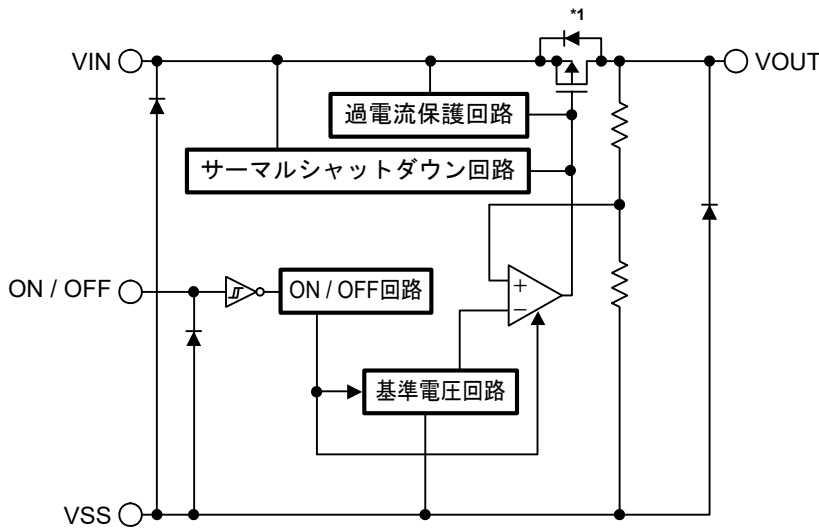 *1
VIN
VOUT
過電流保護回路
サーマルシャットダウン回路
ON / OFF
ON / OFF回路
+
−
基準電圧回路
VSS